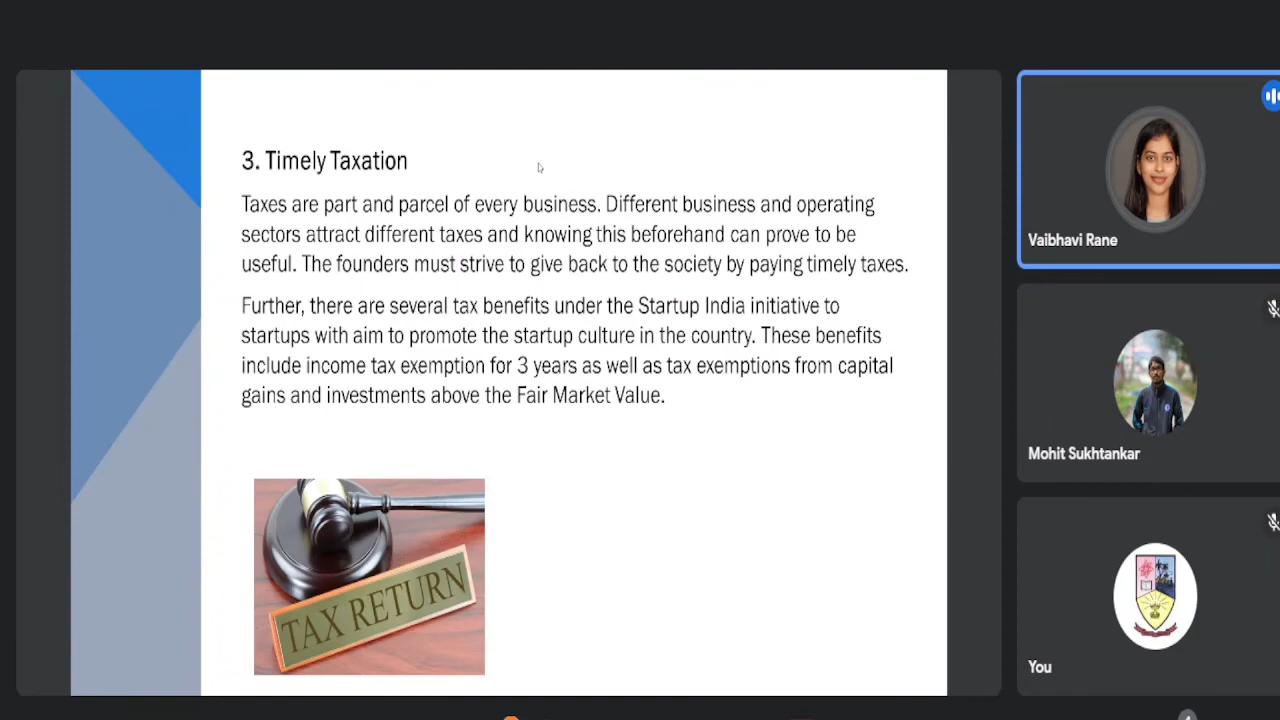 3. Timely Taxation
Taxes are part and parcel of every business. Different business and operating
sectors attract different taxes and knowing this beforehand can prove to be
useful. The founders must strive to give back to the society by paying timely taxes.
Further, there are several tax benefits under the Startup India initiative to
startups with aim to promote the startup culture in the country. These benefits
include income tax exemption for 3 years as well as tax exemptions from capital
gains and investments above the Fair Market Value.
TAX RETURN
Vaibhavi Rane
Mohit Sukhtankar
You